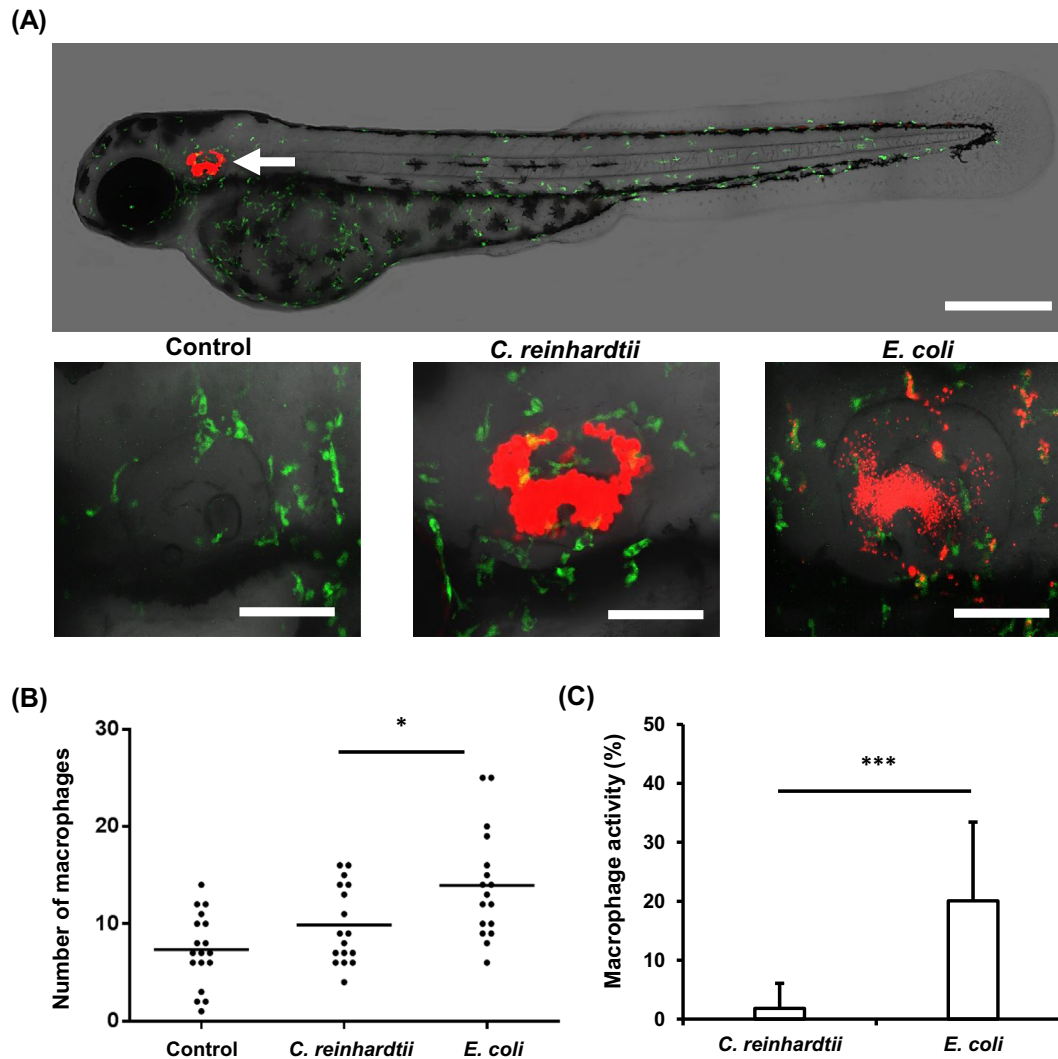 (A)
Control
C. reinhardtii
E. coli
(B)
Number of macrophages
30
20
10
0
*
Control
C. reinhardtii
E. coli
(C)
Macrophage activity (%)
50
40
30
20
10
0
***
C. reinhardtii
E. coli